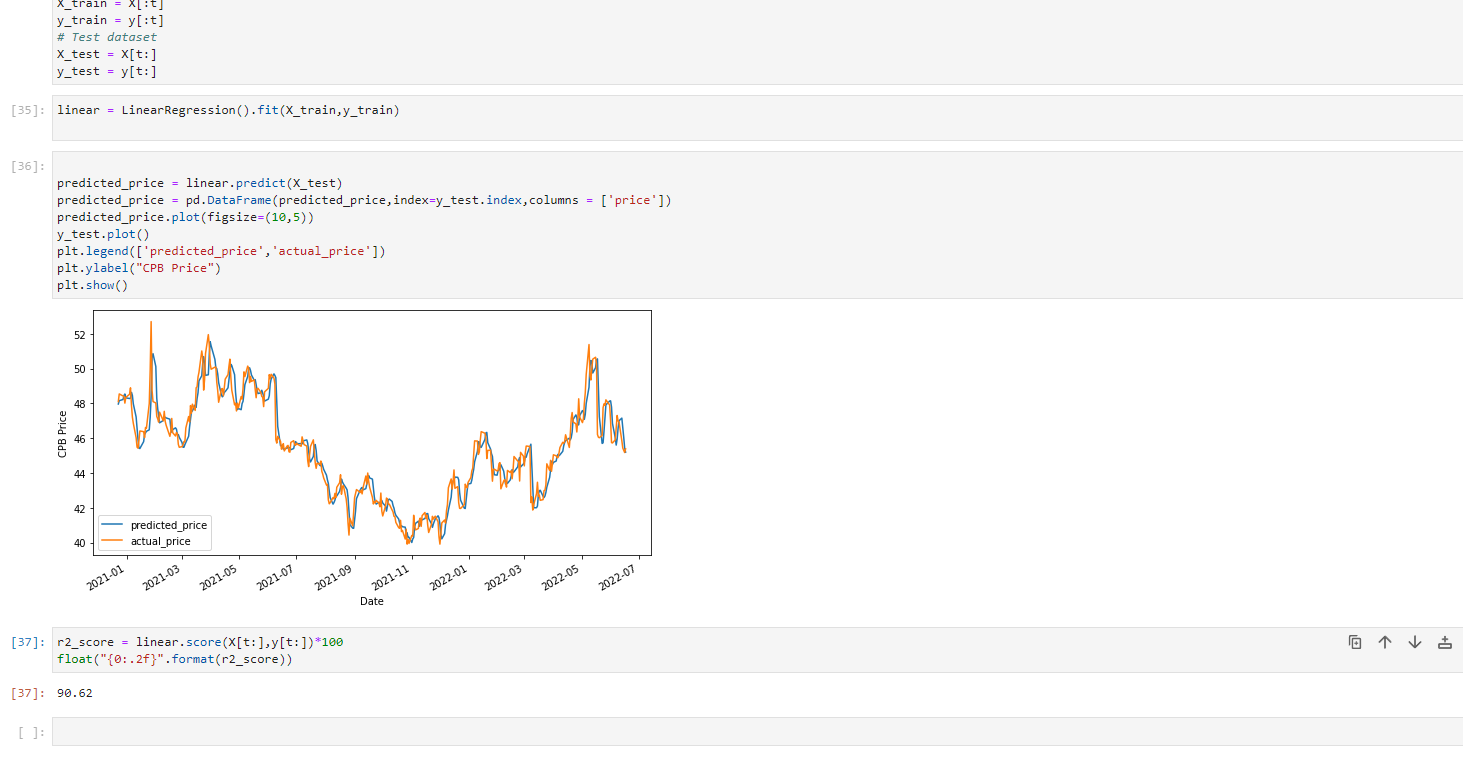 X_train = X[:t]
y_train = y[:t]
# Test dataset
X_test = X[t:]
y_test = y[t:]
[35]: linear = LinearRegression().fit(X_train,y_train)
[36]:
predicted_price = linear.predict(X_test)
predicted_price = pd.DataFrame(predicted_price,index=y_test.index,columns = ['price'])
predicted_price.plot(figsize=(10,5))
y_test.plot()
plt.legend(['predicted_price','actual_price'])
plt.ylabel("CPB Price")
plt.show()
52
50
48
46
44
42
40
CPB Price
predicted_price
actual_price
2021-01 2021-03 2021-05 2021-07 2021-09 2021-11 2022-01 2022-03 2022-05 2022-07
Date
[37]: r2_score = linear.score(X[t:],y[t:])*100
float("{0:.2f}".format(r2_score))
[37]: 90.62
[ ]: